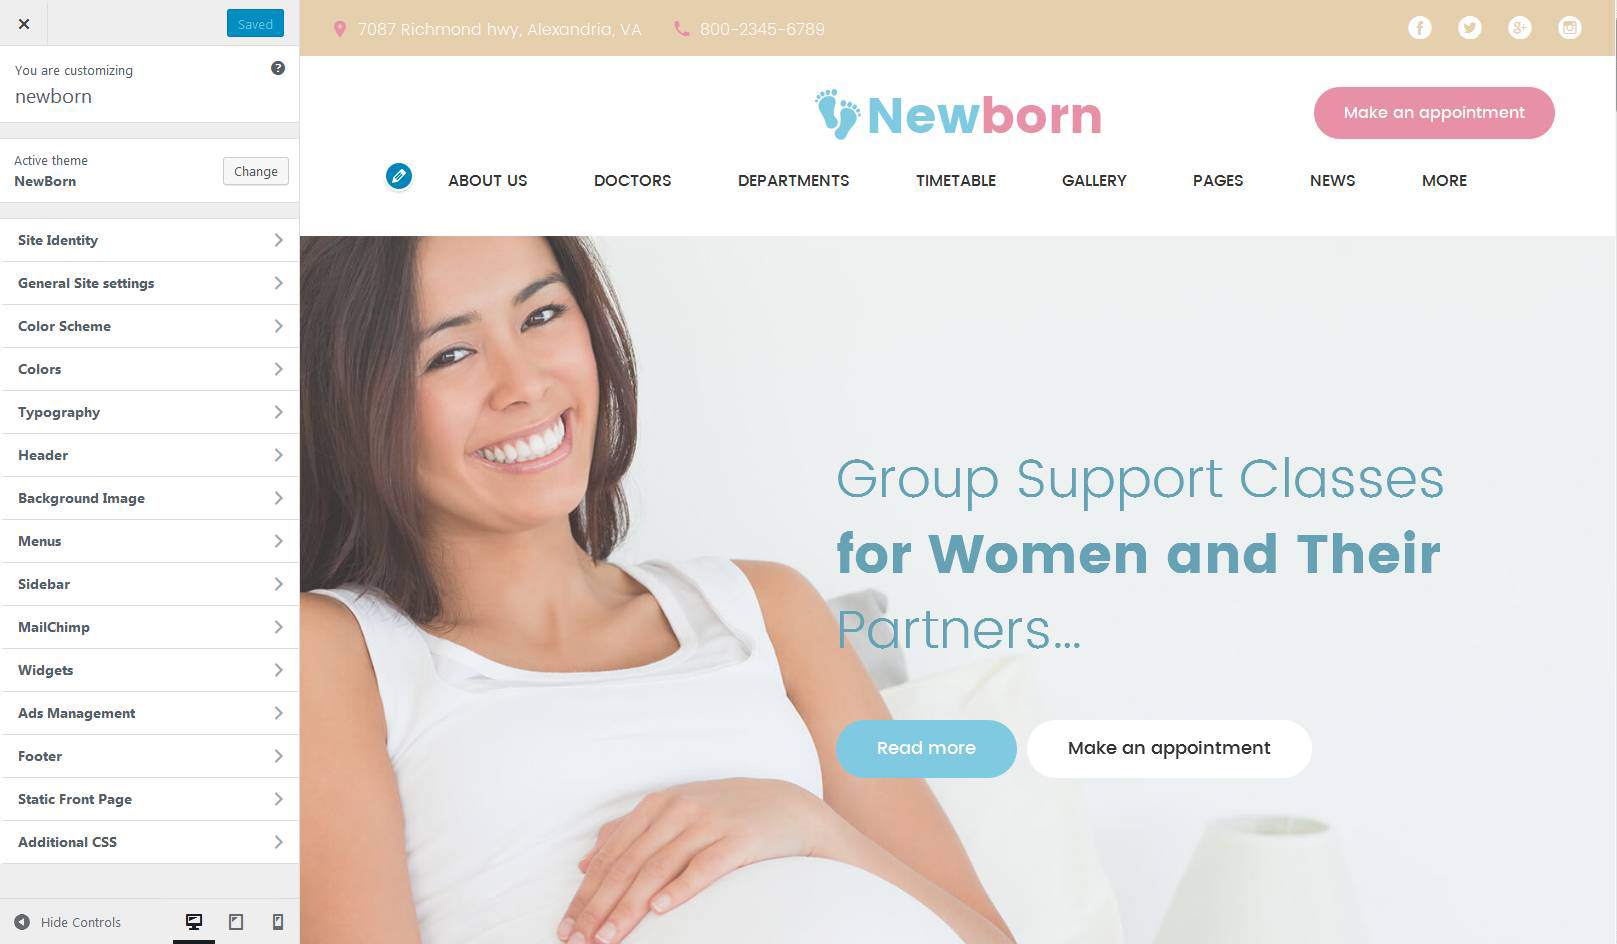 Saved
You are customizing
newborn
Active theme
NewBorn
Change
Site Identity
General Site settings
Color Scheme
Colors
Typography
Header
Background Image
Menus
Sidebar
MailChimp
Widgets
Ads Management
Footer
Static Front Page
Additional CSS
Hide Controls
7087 Richmond hwy, Alexandria, VA 800-2345-6789
Newborn
Make an appointment
ABOUT US DOCTORS DEPARTMENTS TIMETABLE GALLERY PAGES NEWS MORE
Group Support Classes
for Women and Their
Partners...
Read more Make an appointment